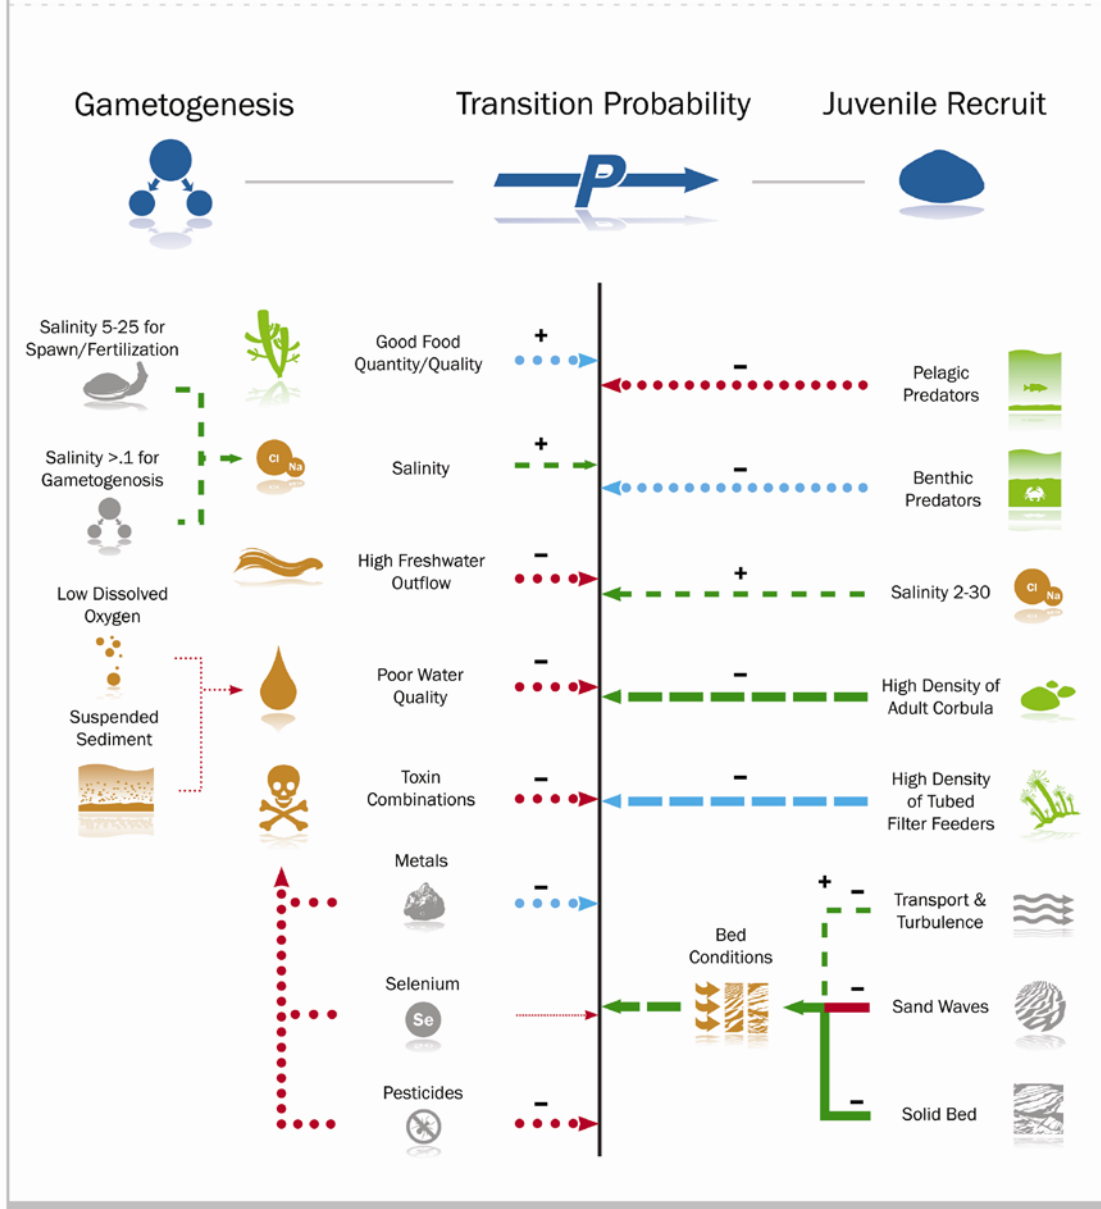 Gametogenesis
Transition Probability
Juvenile Recruit
P
Salinity 5-25 for
Spawn/Fertilization
Salinity >.1 for
Gametogenosis
Low Dissolved
Oxygen
Suspended
Sediment
Cl
Na
Good Food
Quantity/Quality
+
Salinity
+
High Freshwater
Outflow
−
Poor Water
Quality
−
Toxin
Combinations
−
Metals
−
Selenium
Se
Pesticides
−
−
Pelagic
Predators
−
Benthic
Predators
+
Salinity 2-30
Cl
Na
−
High Density of
Adult Corbula
−
High Density
of Tubed
Filter Feeders
+
−
Transport &
Turbulence
Bed
Conditions
−
Sand Waves
−
Solid Bed